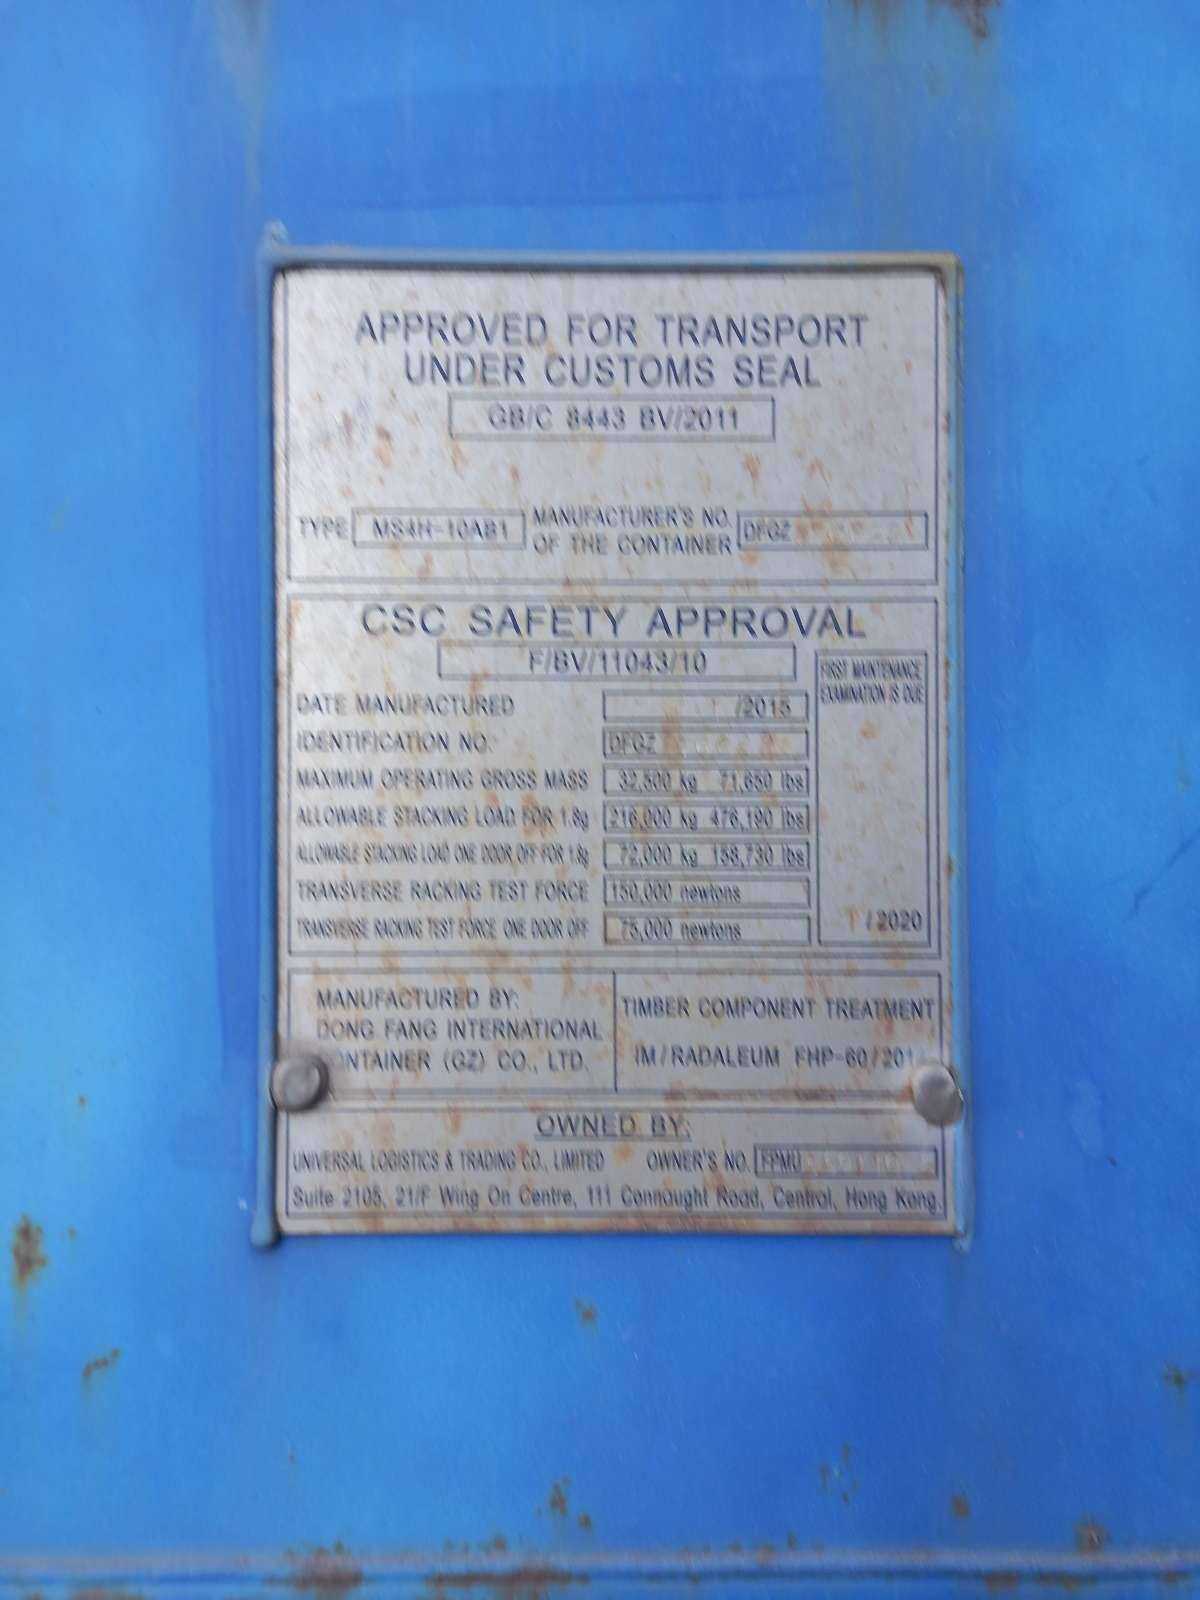 APPROVED FOR TRANSPORT
UNDER CUSTOMS SEAL
GB/C 8443 BV/2011
TYPE MS4H-10AB1 MANUFACTURER'S NO. OF THE CONTAINER DFGZ
CSC SAFETY APPROVAL
F/BV/11043/10
FIRST MAINTENANCE
EXAMINATION IS DUE
DATE MANUFACTURED /2015
IDENTIFICATION NO. DFGZ
MAXIMUM OPERATING GROSS MASS 32,500 kg 71,650 lbs
ALLOWABLE STACKING LOAD FOR 1.8g 216,000 kg 476,190 lbs
ALLOWABLE STACKING LOAD ONE DOOR OFF FOR 1.8g 72,000 kg 158,730 lbs
TRANSVERSE RACKING TEST FORCE 150,000 newtons
TRANSVERSE RACKING TEST FORCE ONE DOOR OFF 75,000 newtons
/2020
MANUFACTURED BY:
DONG FANG INTERNATIONAL
CONTAINER (GZ) CO., LTD.
TIMBER COMPONENT TREATMENT
IM/RADALEUM FHP-60/
OWNED BY:
UNIVERSAL LOGISTICS & TRADING CO., LIMITED OWNER'S NO. FPMU
Suite 2105, 21/F Wing On Centre, 111 Connaught Road, Central, Hong Kong.